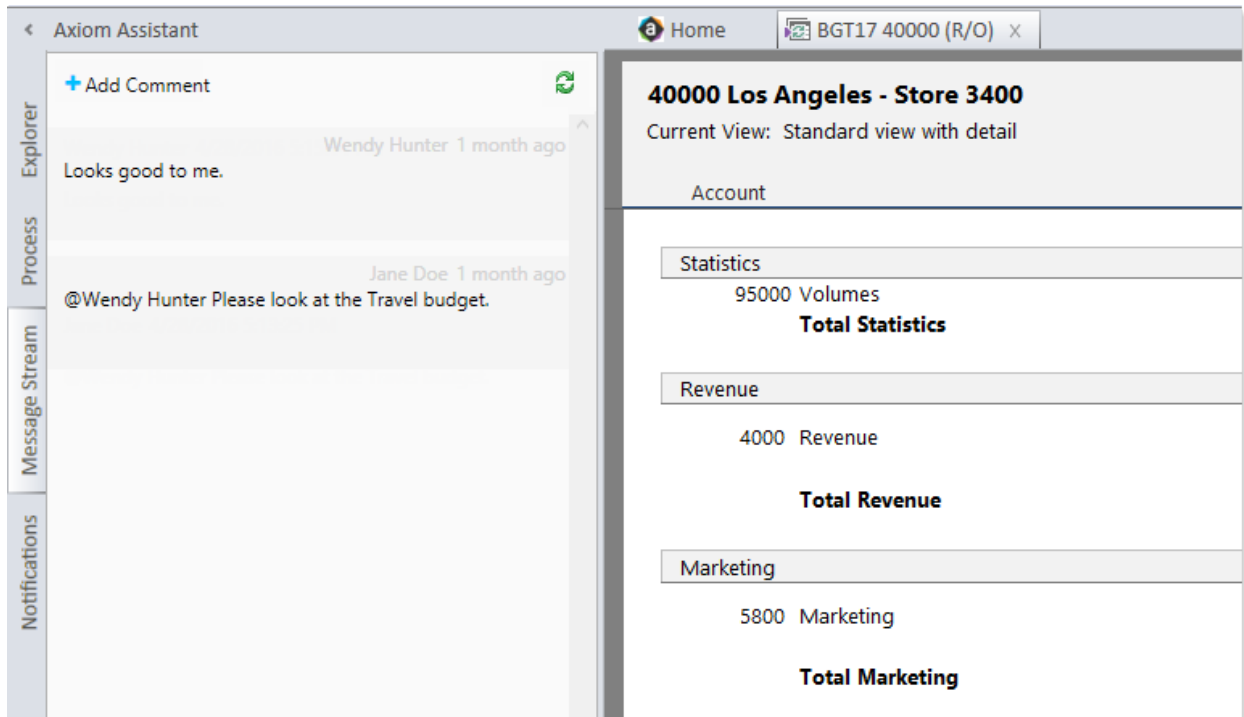 Axiom Assistant
Home
BGT17 40000 (R/O)
Explorer
Process
Message Stream
Notifications
Add Comment
Wendy Hunter 1 month ago
Looks good to me.
Jane Doe 1 month ago
@Wendy Hunter Please look at the Travel budget.
40000 Los Angeles - Store 3400
Current View: Standard view with detail
Account
Statistics
95000 Volumes
Total Statistics
Revenue
4000 Revenue
Total Revenue
Marketing
5800 Marketing
Total Marketing